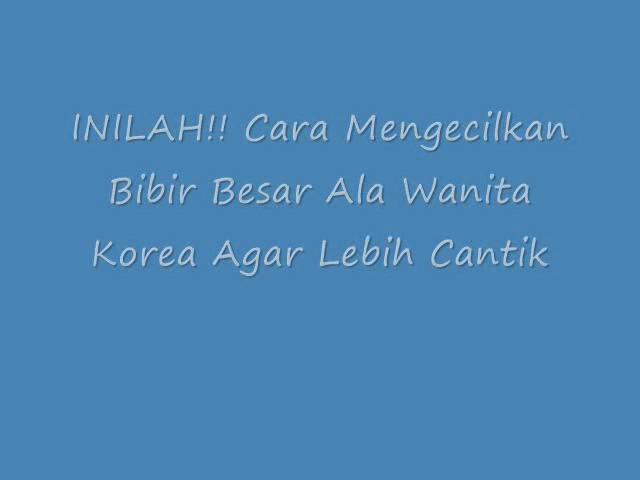 INILAH!! Cara Mengecilkan
Bibir Besar Ala Wanita
Korea Agar Lebih Cantik